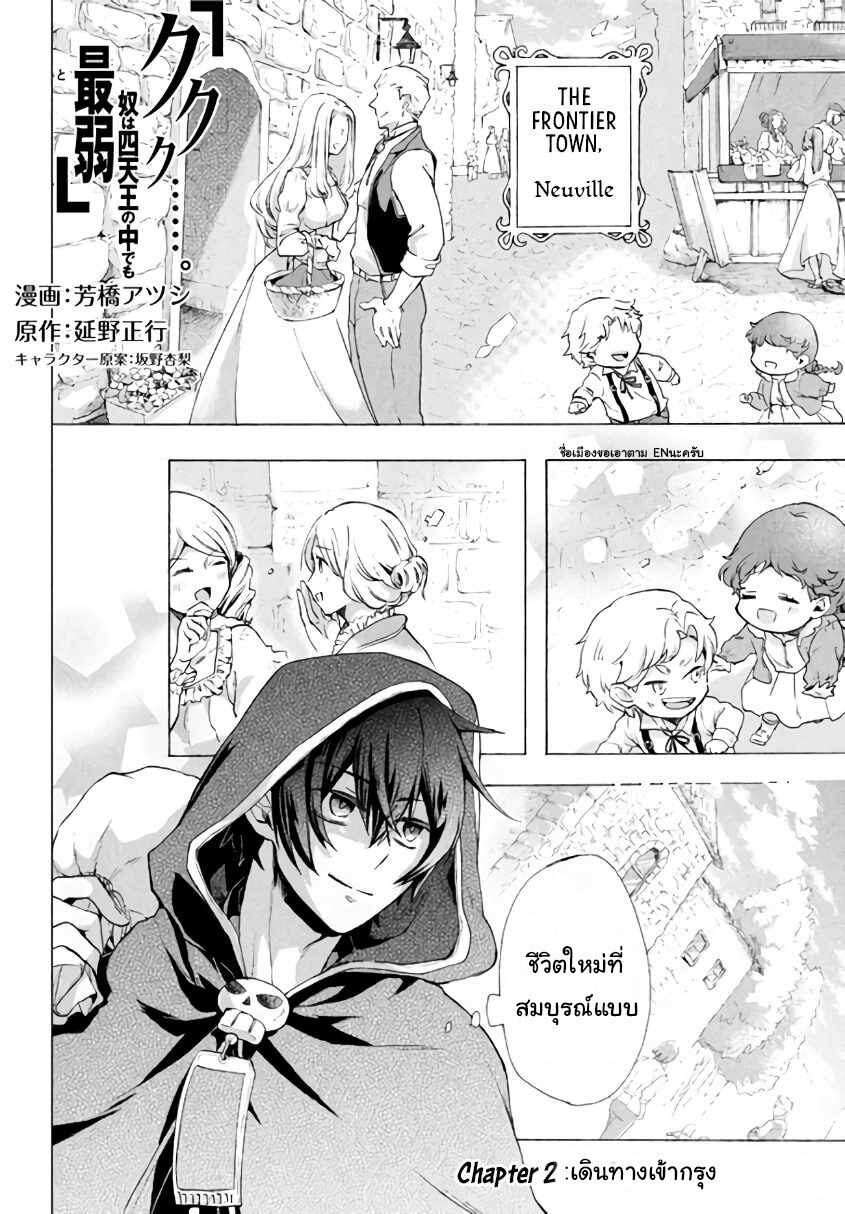 「ククク……。
奴は四天王の中でも
最弱」
と
漫画：芳橋アツシ
原作：延野正行
キャラクター原案：坂野杏梨
THE
FRONTIER
TOWN,
Neuville
ชื่อเมืองขอเอาตาม ENนะครับ
ชีวิตใหม่ที่
สมบุรณ์แบบ
Chapter 2 :เดินทางเข้ากรุง